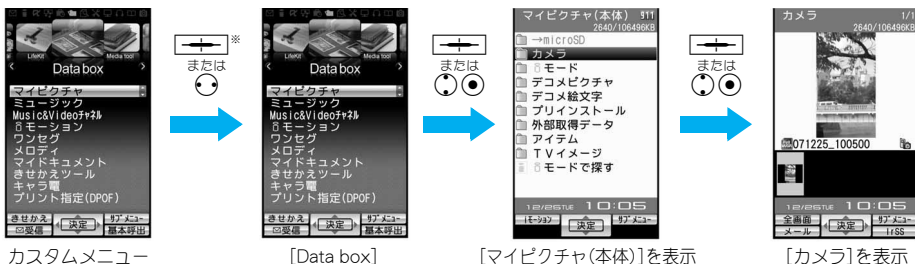 LifeKit
Media tool
Data box
マイピクチャ
ミュージック
Music&Videoチャネル
iモーション
ワンセグ
メロディ
マイドキュメント
きせかえツール
キャラ電
プリント指定(DPOF)
きせかえ 決定 サブメニュー
✉受信 基本呼出
カスタムメニュー
※
または
LifeKit
Media tool
Data box
マイピクチャ
ミュージック
Music&Videoチャネル
iモーション
ワンセグ
メロディ
マイドキュメント
きせかえツール
キャラ電
プリント指定(DPOF)
きせかえ 決定 サブメニュー
✉受信 基本呼出
[Data box]
または
マイピクチャ(本体) 911
2640/106496KB
→microSD
カメラ
iモード
デコメピクチャ
デコメ絵文字
プリインストール
外部取得データ
アイテム
TVイメージ
iモードで探す
12/25TUE 10:05
iモーション 決定 サブメニュー
[マイピクチャ(本体)]を表示
または
カメラ 1/1
2640/106496KB
071225_100500
12/25TUE 10:05
全画面 決定 サブメニュー
メール IrSS
[カメラ]を表示